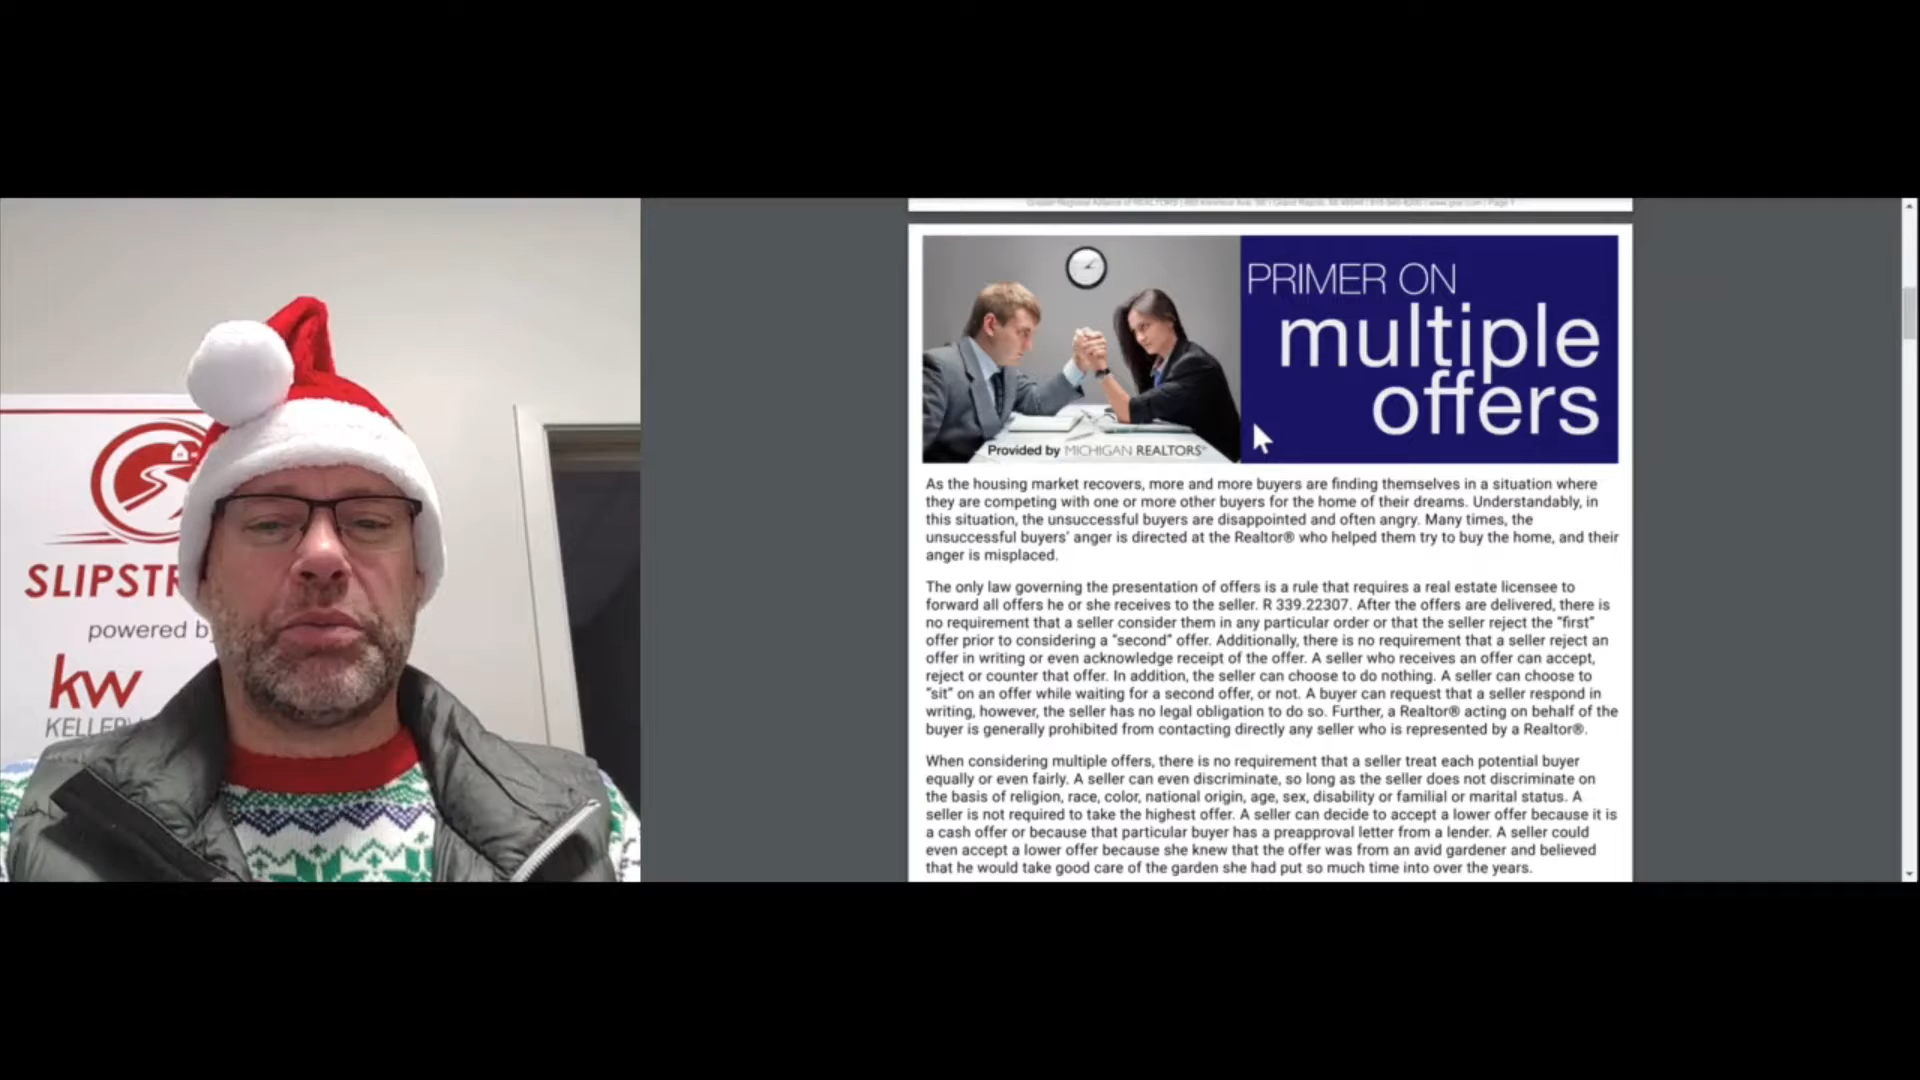 SLIPSTR
powered b
kw
KELLERW
PRIMER ON
multiple
offers
Provided by MICHIGAN REALTORS®
As the housing market recovers, more and more buyers are finding themselves in a situation where
they are competing with one or more other buyers for the home of their dreams. Understandably, in
this situation, the unsuccessful buyers are disappointed and often angry. Many times, the
unsuccessful buyers' anger is directed at the Realtor® who helped them try to buy the home, and their
anger is misplaced.
The only law governing the presentation of offers is a rule that requires a real estate licensee to
forward all offers he or she receives to the seller. R 339.22307. After the offers are delivered, there is
no requirement that a seller consider them in any particular order or that the seller reject the "first"
offer prior to considering a "second" offer. Additionally, there is no requirement that a seller reject an
offer in writing or even acknowledge receipt of the offer. A seller who receives an offer can accept,
reject or counter that offer. In addition, the seller can choose to do nothing. A seller can choose to
"sit" on an offer while waiting for a second offer, or not. A buyer can request that a seller respond in
writing, however, the seller has no legal obligation to do so. Further, a Realtor® acting on behalf of the
buyer is generally prohibited from contacting directly any seller who is represented by a Realtor®.
When considering multiple offers, there is no requirement that a seller treat each potential buyer
equally or even fairly. A seller can even discriminate, so long as the seller does not discriminate on
the basis of religion, race, color, national origin, age, sex, disability or familial or marital status. A
seller is not required to take the highest offer. A seller can decide to accept a lower offer because it is
a cash offer or because that particular buyer has a preapproval letter from a lender. A seller could
even accept a lower offer because she knew that the offer was from an avid gardener and believed
that he would take good care of the garden she had put so much time into over the years.